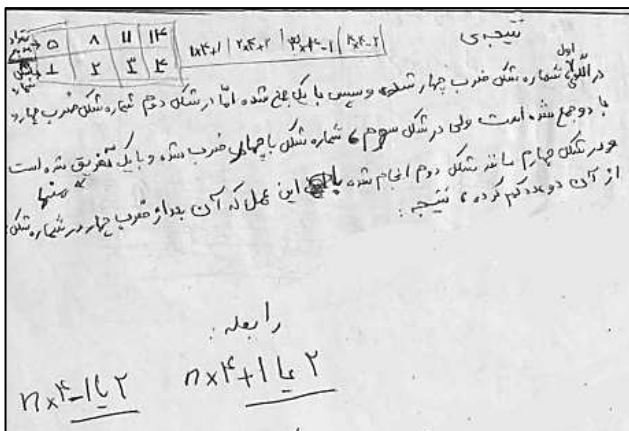 نتیجه‌ی
تعداد ۵ ۸ ۱۱ ۱۴
شماره ۱ ۲ ۳ ۴
۱×۴+۱ | ۲×۴+۲ | ۳×۴-۱ | ۴×۴-۲
در الگوی اول شماره شکل ضرب چهار شده و سپس با یک جمع شده اما در شکل دوم شماره شکل ضرب چهار و
با دو جمع شده است ولی در شکل سوم، شماره شکل با چهار ضرب شده و با یک تفریق شده است
و در شکل چهارم مانند شکل دوم انجام شده با این عمل که آن بعد از ضرب چهار در شماره شکل
از آن دو عدد کم کرده، نتیجه:
رابطه:
n×۴-۱ یا ۲ n×۴+۱ یا ۲